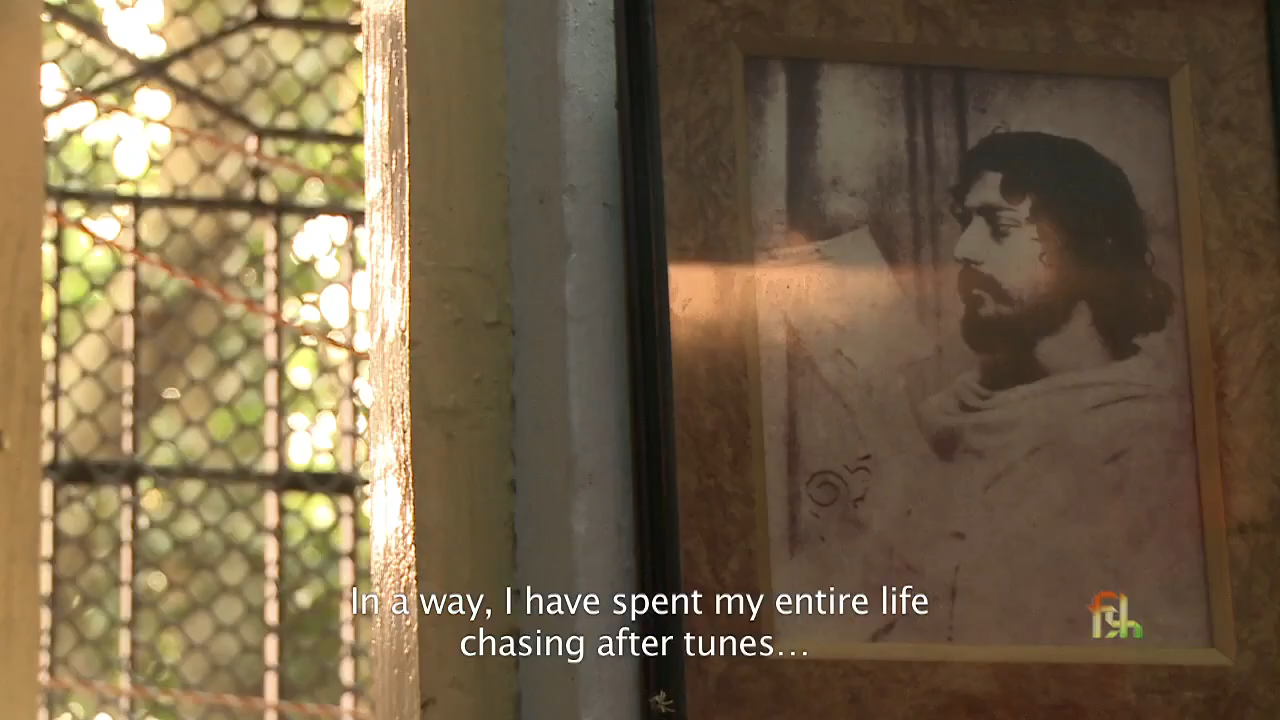 In a way, I have spent my entire life
chasing after tunes...